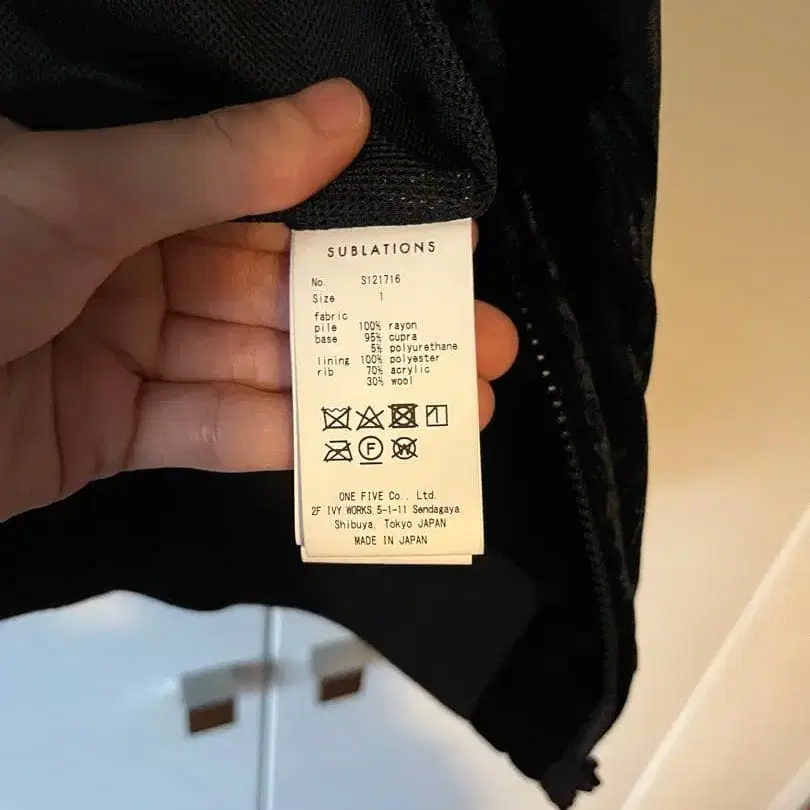 SUBLATIONS
No. S121716
Size 1
fabric
pile 100% rayon
base 95% cupra
5% polyurethane
lining 100% polyester
rib 70% acrylic
30% wool
F W
ONE FIVE Co., Ltd.
2F IVY WORKS 5-1-11 Sendagaya
Shibuya, Tokyo JAPAN
MADE IN JAPAN